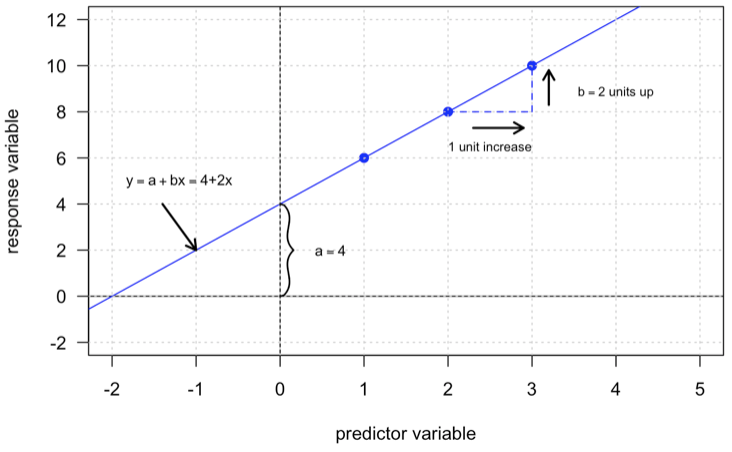 12
10
8
6
4
2
0
-2
response variable
y = a + bx = 4+2x
a = 4
1 unit increase
b = 2 units up
-2 -1 0 1 2 3 4 5
predictor variable